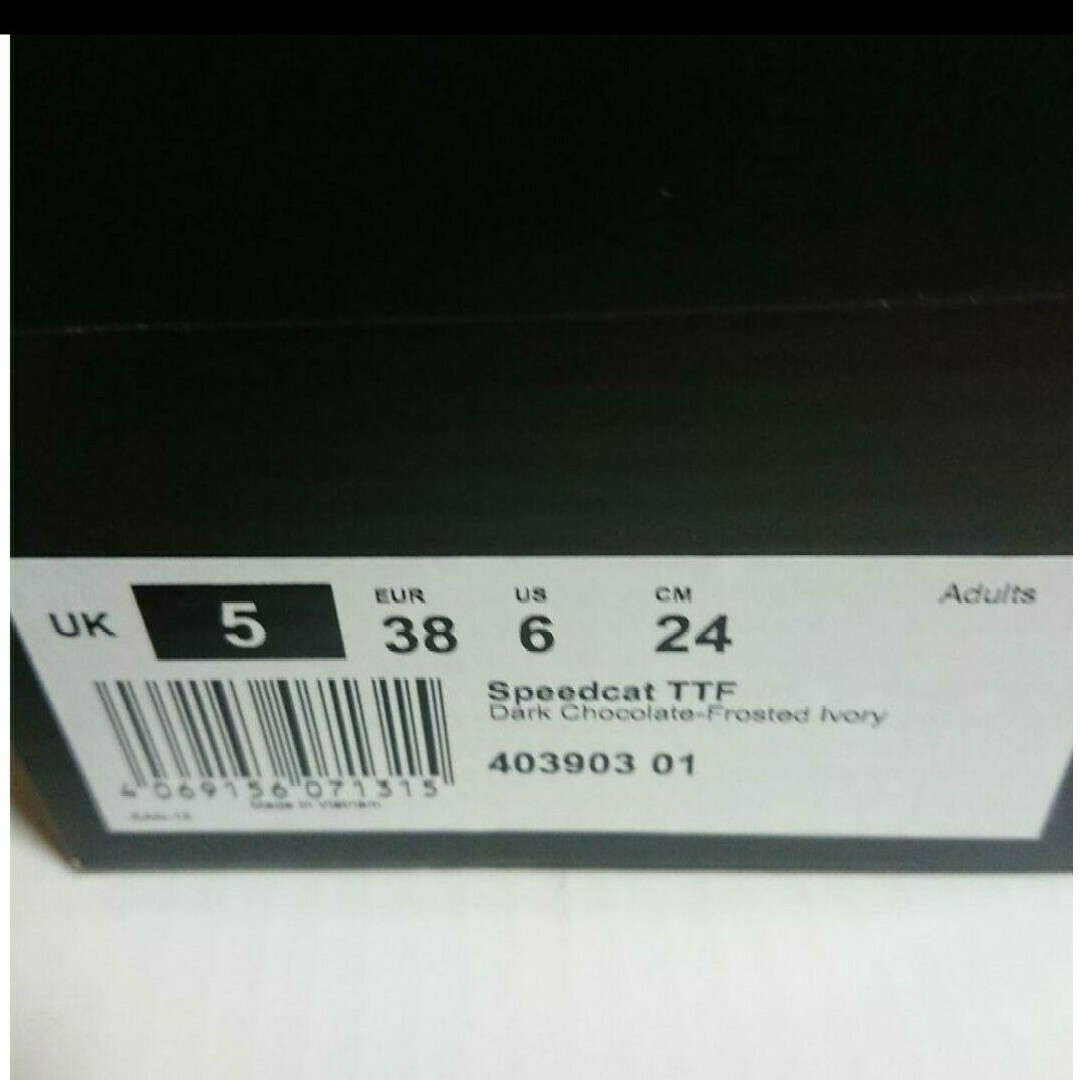 EUR US CM Adults
UK 5 38 6 24
Speedcat TTF
Dark Chocolate-Frosted Ivory
403903 01
4 069156 071315
Made in Vietnam